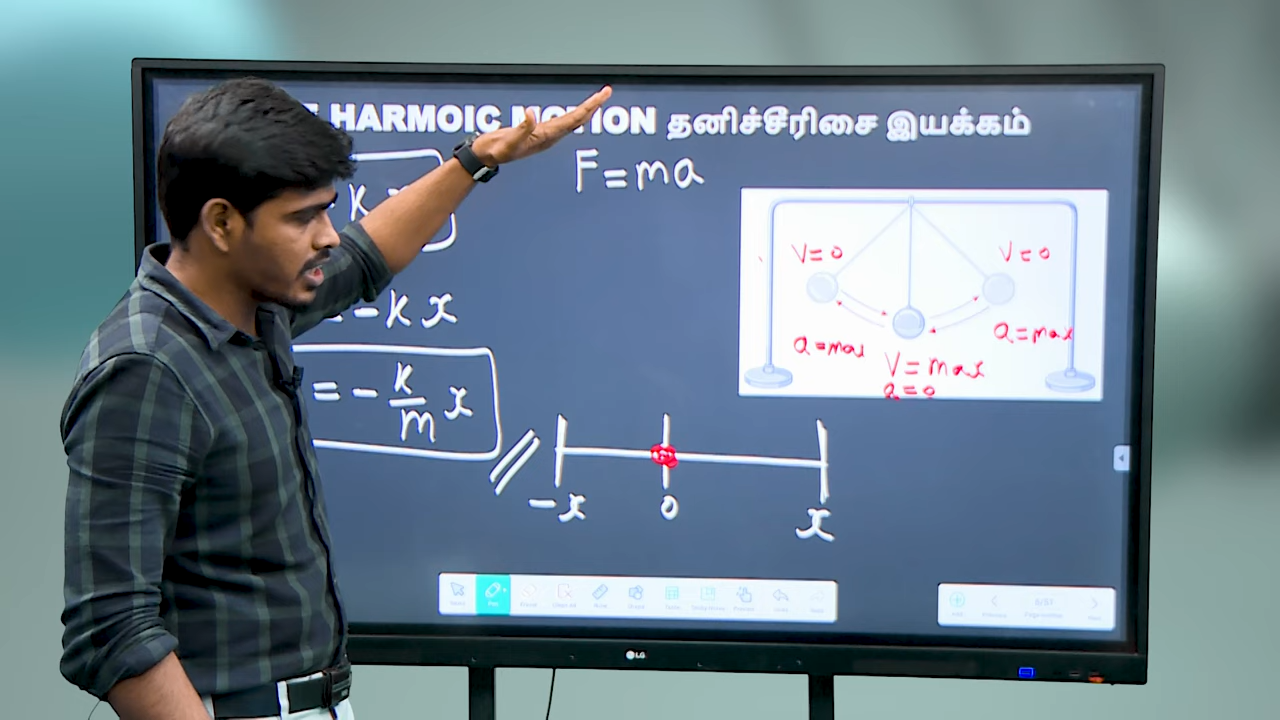 HARMOIC MOTION தனிச்சீரிசை இயக்கம்
F=ma
-kx
= - k/m x
V=0
V=0
a=max
a=max
V=max
a=0
-x
0
x
LG